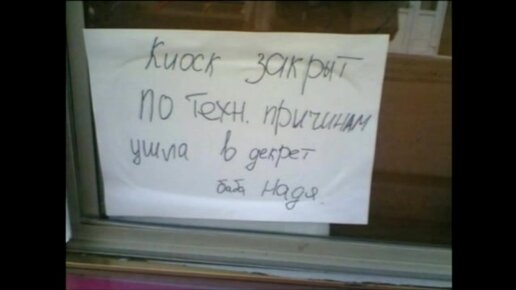 Киоск закрыт
по техн. причинам
ушла в декрет
баба Надя.